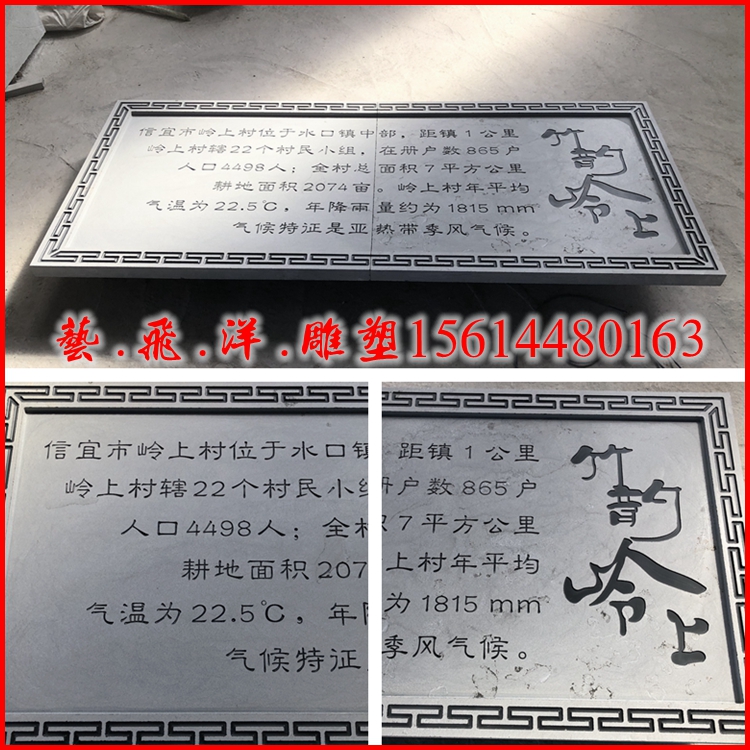 信宜市岭上村位于水口镇中部，距镇1公里
岭上村辖22个村民小组，在册户数865户
人口4498人；全村总面积7平方公里
耕地面积2074亩。岭上村年平均
气温为22.5℃，年降雨量约为1815 mm
气候特征是亚热带季风气候。
竹韵岭上
藝.飛.洋.雕塑15614480163
信宜市岭上村位于水口镇
岭上村辖22个村民小组
人口4498人；全村
耕地面积207
气温为22.5℃，年
气候特征是
距镇1公里
册户数865户
7平方公里
上村年平均
为1815 mm
季风气候。
竹韵岭上